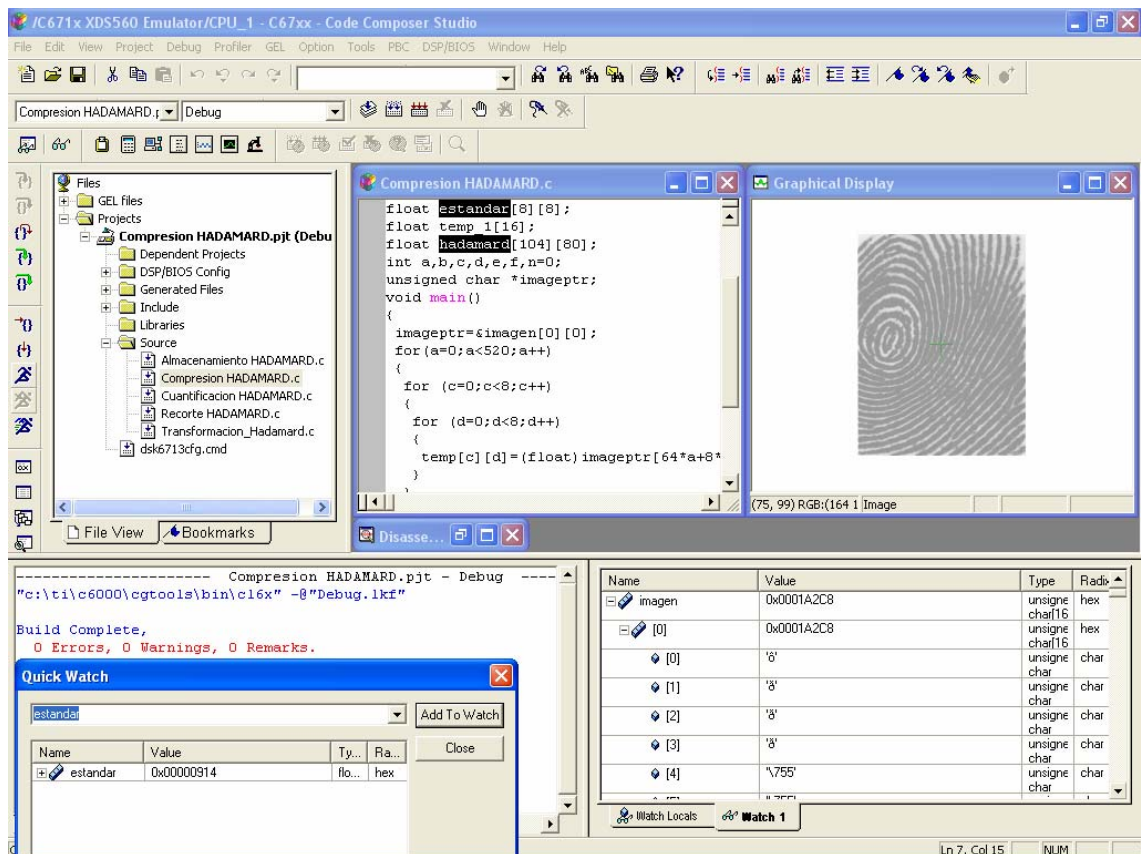 /C671x XDS560 Emulator/CPU_1 - C67xx - Code Composer Studio
File Edit View Project Debug Profiler GEL Option Tools PBC DSP/BIOS Window Help
Compresion HADAMARD.p Debug
Files
GEL files
Projects
Compresion HADAMARD.pjt (Debu
Dependent Projects
DSP/BIOS Config
Generated Files
Include
Libraries
Source
Almacenamiento HADAMARD.c
Compresion HADAMARD.c
Cuantificacion HADAMARD.c
Recorte HADAMARD.c
Transformacion_Hadamard.c
dsk6713cfg.cmd
File View Bookmarks
Compresion HADAMARD.c
float estandar[8][8];
float temp_1[16];
float hadamard[104][80];
int a,b,c,d,e,f,n=0;
unsigned char *imageptr;
void main()
{
imageptr=&imagen[0][0];
for(a=0;a<520;a++)
{
for (c=0;c<8;c++)
{
for (d=0;d<8;d++)
{
temp[c][d]=(float)imageptr[64*a+8*
}
}
Graphical Display
(75, 99) RGB:(164 1 Image
Disasse...
---------------------- Compresion HADAMARD.pjt - Debug ----
"c:\ti\c6000\cgtools\bin\cl6x" -@"Debug.lkf"
Build Complete,
0 Errors, 0 Warnings, 0 Remarks.
Quick Watch
estandar Add To Watch
Close
Name Value Ty... Ra...
estandar 0x00000914 flo... hex
Name Value Type Radix
imagen 0x0001A2C8 unsigne char[16 hex
[0] 0x0001A2C8 unsigne char[16 hex
[0] 'ô' unsigne char char
[1] 'ð' unsigne char char
[2] 'ð' unsigne char char
[3] 'ð' unsigne char char
[4] '\755' unsigne char char
Watch Locals Watch 1
Ln 7, Col 15 NUM